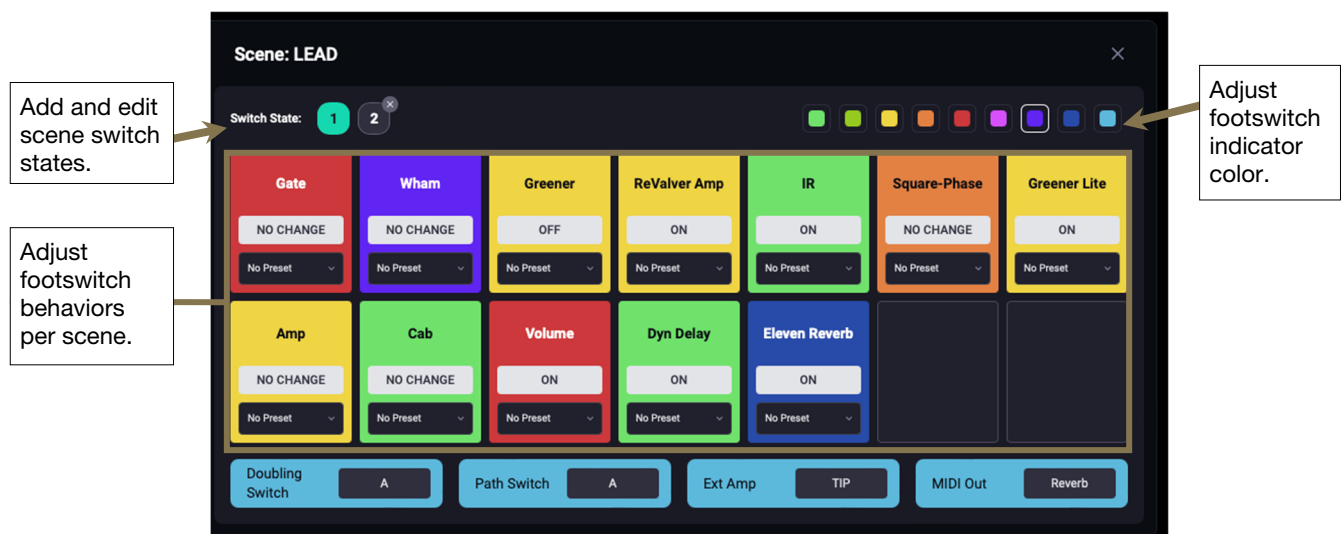 Scene: LEAD
Add and edit
scene switch
states.
Switch State:
1
2
Adjust
footswitch
indicator
color.
Adjust
footswitch
behaviors
per scene.
Gate
Wham
Greener
ReValver Amp
IR
Square-Phase
Greener Lite
NO CHANGE
NO CHANGE
OFF
ON
ON
NO CHANGE
ON
No Preset
No Preset
No Preset
No Preset
No Preset
No Preset
No Preset
Amp
Cab
Volume
Dyn Delay
Eleven Reverb
NO CHANGE
NO CHANGE
ON
ON
ON
No Preset
No Preset
No Preset
No Preset
No Preset
Doubling
Switch
A
Path Switch
A
Ext Amp
TIP
MIDI Out
Reverb